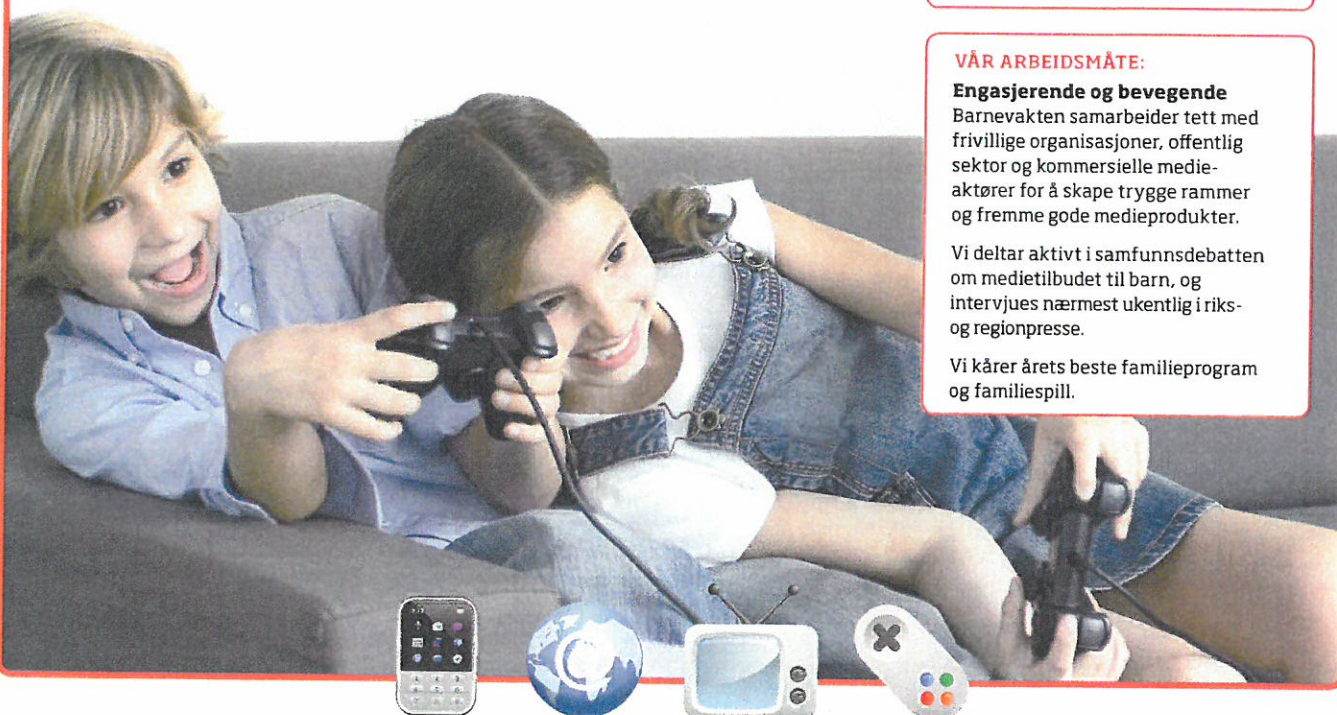 VÅR ARBEIDSMÅTE:
Engasjerende og bevegende
Barnevakten samarbeider tett med
frivillige organisasjoner, offentlig
sektor og kommersielle medie-
aktører for å skape trygge rammer
og fremme gode medieprodukter.
Vi deltar aktivt i samfunnsdebatten
om medietilbudet til barn, og
intervjues nærmest ukentlig i riks-
og regionpresse.
Vi kårer årets beste familieprogram
og familiespill.
@